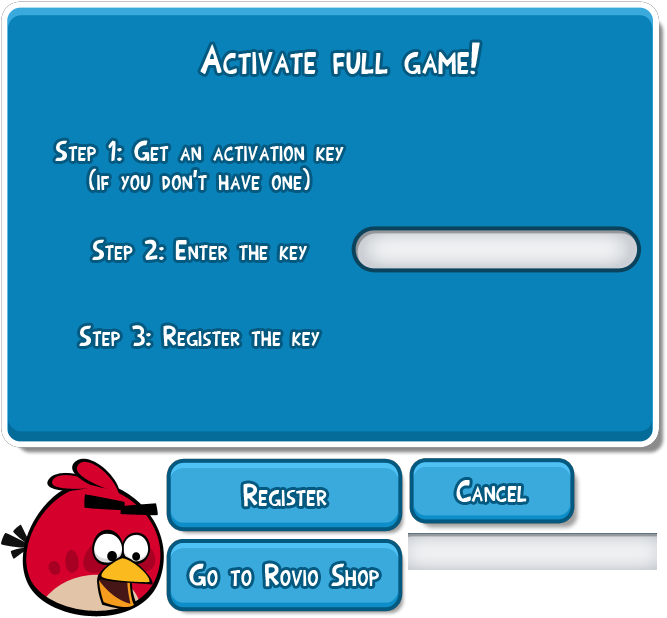 Activate full game!
Step 1: Get an activation key
(if you don't have one)
Step 2: Enter the key
Step 3: Register the key
Register
Cancel
Go to Rovio Shop